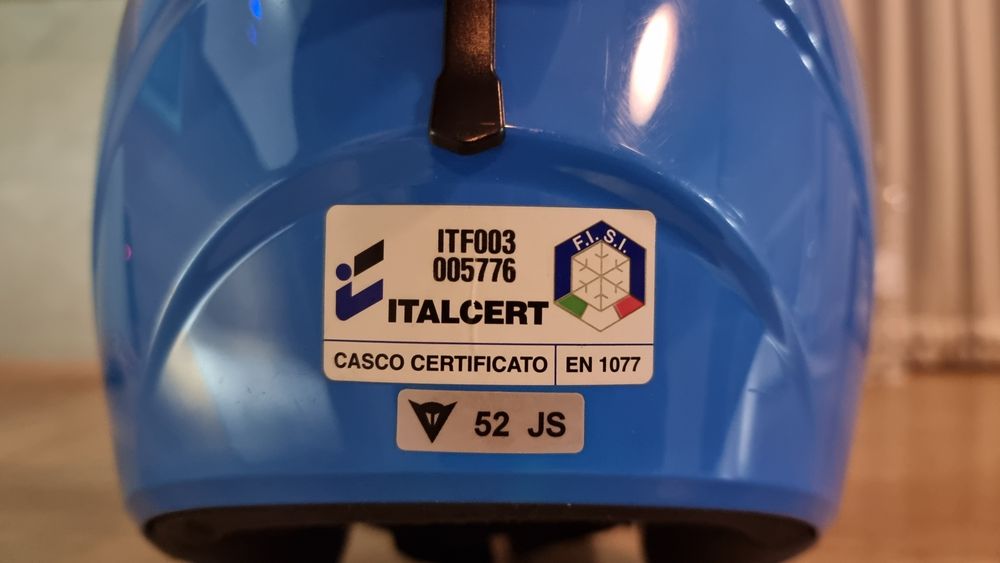 ITF003
005776
ITALCERT
F.I.S.I.
CASCO CERTIFICATO
EN 1077
52 JS